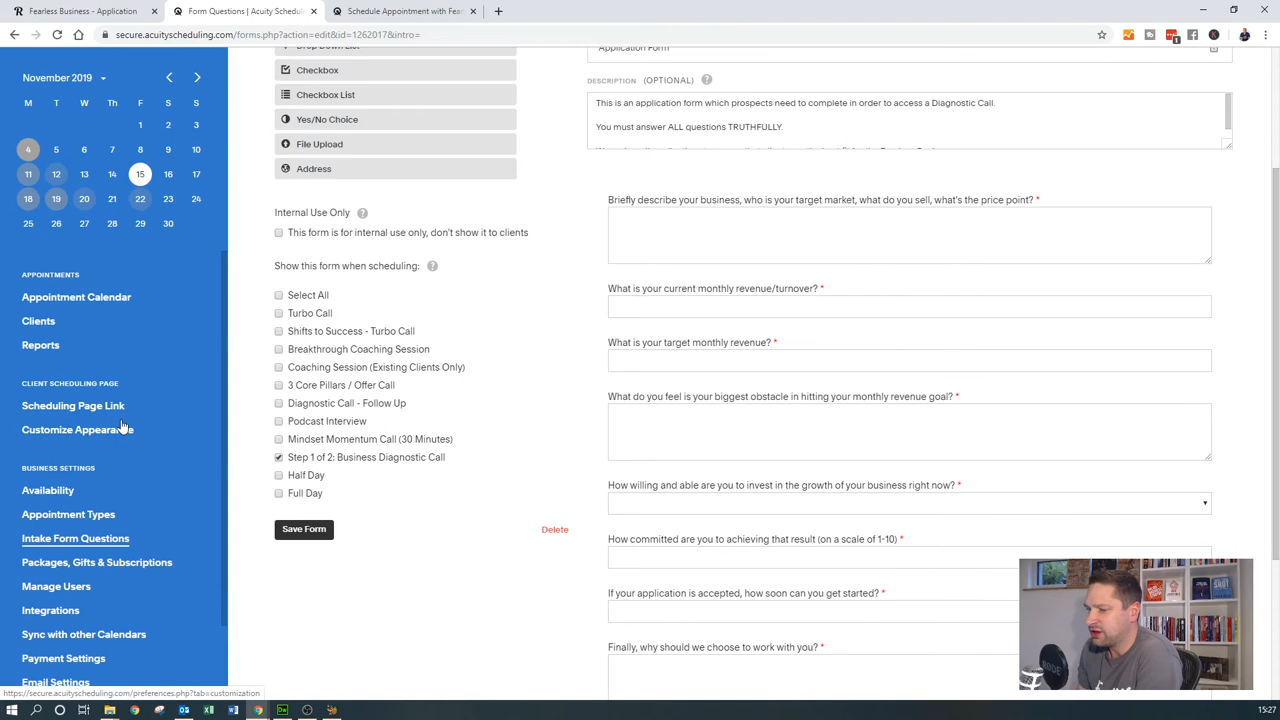 Fearless Business - Application
Form Questions | Acuity Schedulin
Schedule Appointment with Fear
secure.acuityscheduling.com/forms.php?action=edit&id=1262017&intro=
November 2019
M T W Th F S S
1 2 3
4 5 6 7 8 9 10
11 12 13 14 15 16 17
18 19 20 21 22 23 24
25 26 27 28 29 30
APPOINTMENTS
Appointment Calendar
Clients
Reports
CLIENT SCHEDULING PAGE
Scheduling Page Link
Customize Appearance
BUSINESS SETTINGS
Availability
Appointment Types
Intake Form Questions
Packages, Gifts & Subscriptions
Manage Users
Integrations
Sync with other Calendars
Payment Settings
Email Settings
https://secure.acuityscheduling.com/preferences.php?tab=customization
Drop Down List
Checkbox
Checkbox List
Yes/No Choice
File Upload
Address
Internal Use Only
This form is for internal use only, don't show it to clients
Show this form when scheduling:
Select All
Turbo Call
Shifts to Success - Turbo Call
Breakthrough Coaching Session
Coaching Session (Existing Clients Only)
3 Core Pillars / Offer Call
Diagnostic Call - Follow Up
Podcast Interview
Mindset Momentum Call (30 Minutes)
Step 1 of 2: Business Diagnostic Call
Half Day
Full Day
Save Form
Delete
Application Form
DESCRIPTION (OPTIONAL)
This is an application form which prospects need to complete in order to access a Diagnostic Call.
You must answer ALL questions TRUTHFULLY.
Briefly describe your business, who is your target market, what do you sell, what's the price point? *
What is your current monthly revenue/turnover? *
What is your target monthly revenue? *
What do you feel is your biggest obstacle in hitting your monthly revenue goal? *
How willing and able are you to invest in the growth of your business right now? *
How committed are you to achieving that result (on a scale of 1-10) *
If your application is accepted, how soon can you get started? *
Finally, why should we choose to work with you? *
RODE
15:27